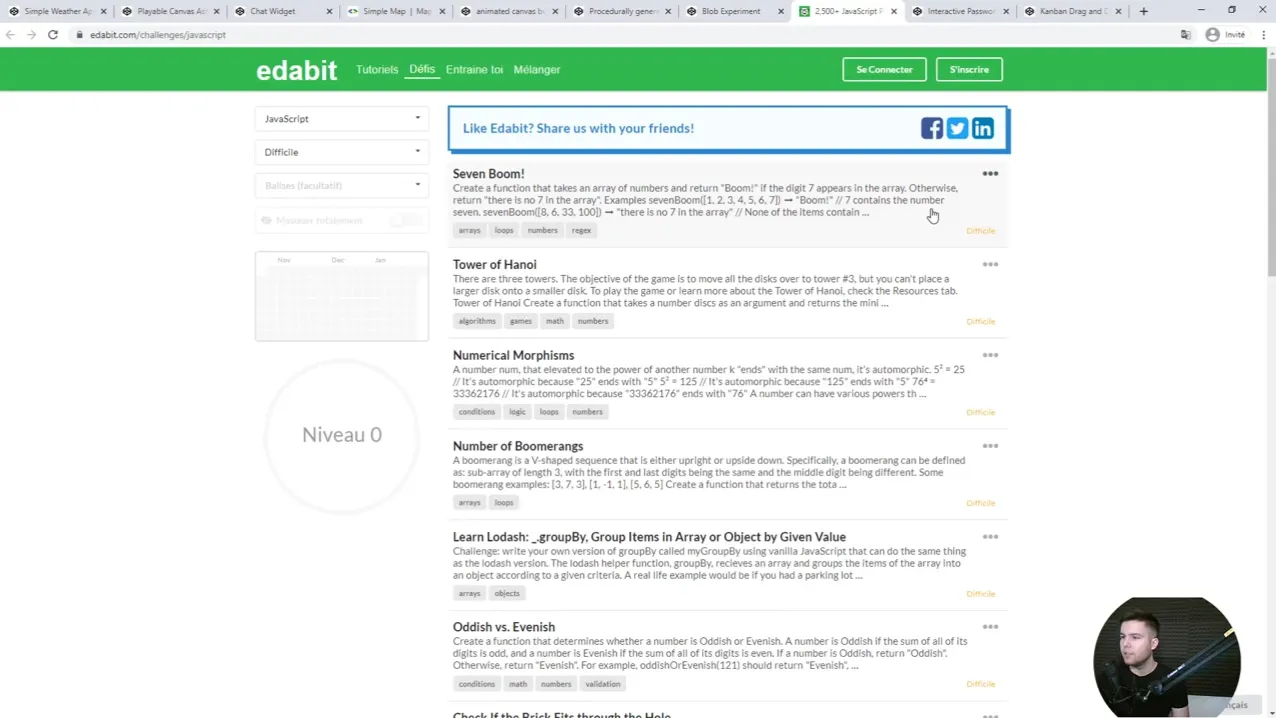 Simple Weather Ap
Playable Canvas As
Chat Widget
Simple Map | Map
animated canvas b
Procedurally gener
Blob Experiment
2,500+ JavaScript P
Interactive Passwo
Kanban Drag and D
edabit.com/challenges/javascript
Invité
edabit
Tutoriels
Défis
Entraine toi
Mélanger
Se Connecter
S'inscrire
JavaScript
Difficile
Balises (facultatif)
Masquer totalement
Nov
Dec
Jan
Niveau 0
Like Edabit? Share us with your friends!
Seven Boom!
Create a function that takes an array of numbers and return "Boom!" if the digit 7 appears in the array. Otherwise,
return "there is no 7 in the array". Examples sevenBoom([1, 2, 3, 4, 5, 6, 7]) ➞ "Boom!" // 7 contains the number
seven. sevenBoom([8, 6, 33, 100]) ➞ "there is no 7 in the array" // None of the items contain ...
arrays
loops
numbers
regex
Difficile
Tower of Hanoi
There are three towers. The objective of the game is to move all the disks over to tower #3, but you can't place a
larger disk onto a smaller disk. To play the game or learn more about the Tower of Hanoi, check the Resources tab.
Tower of Hanoi Create a function that takes a number discs as an argument and returns the mini ...
algorithms
games
math
numbers
Difficile
Numerical Morphisms
A number num, that elevated to the power of another number k "ends" with the same num, it's automorphic. 5² = 25
// It's automorphic because "25" ends with "5" 5² = 125 // It's automorphic because "125" ends with "5" 76⁴ =
33362176 // It's automorphic because "33362176" ends with "76" A number can have various powers th ...
conditions
logic
loops
numbers
Difficile
Number of Boomerangs
A boomerang is a V-shaped sequence that is either upright or upside down. Specifically, a boomerang can be defined
as: sub-array of length 3, with the first and last digits being the same and the middle digit being different. Some
boomerang examples: [3, 7, 3], [1, -1, 1], [5, 6, 5] Create a function that returns the tota ...
arrays
loops
Difficile
Learn Lodash: _.groupBy, Group Items in Array or Object by Given Value
Challenge: write your own version of groupBy called myGroupBy using vanilla JavaScript that can do the same thing
as the lodash version. The lodash helper function, groupBy, recieves an array and groups the items of the array into
an object according to a given criteria. A real life example would be if you had a parking lot ...
arrays
objects
Difficile
Oddish vs. Evenish
Create a function that determines whether a number is Oddish or Evenish. A number is Oddish if the sum of all of its
digits is odd, and a number is Evenish if the sum of all of its digits is even. If a number is Oddish, return "Oddish".
Otherwise, return "Evenish". For example, oddishOrEvenish(121) should return "Evenish", ...
conditions
math
numbers
validation
Difficile
Check If the Brick Fits through the Hole